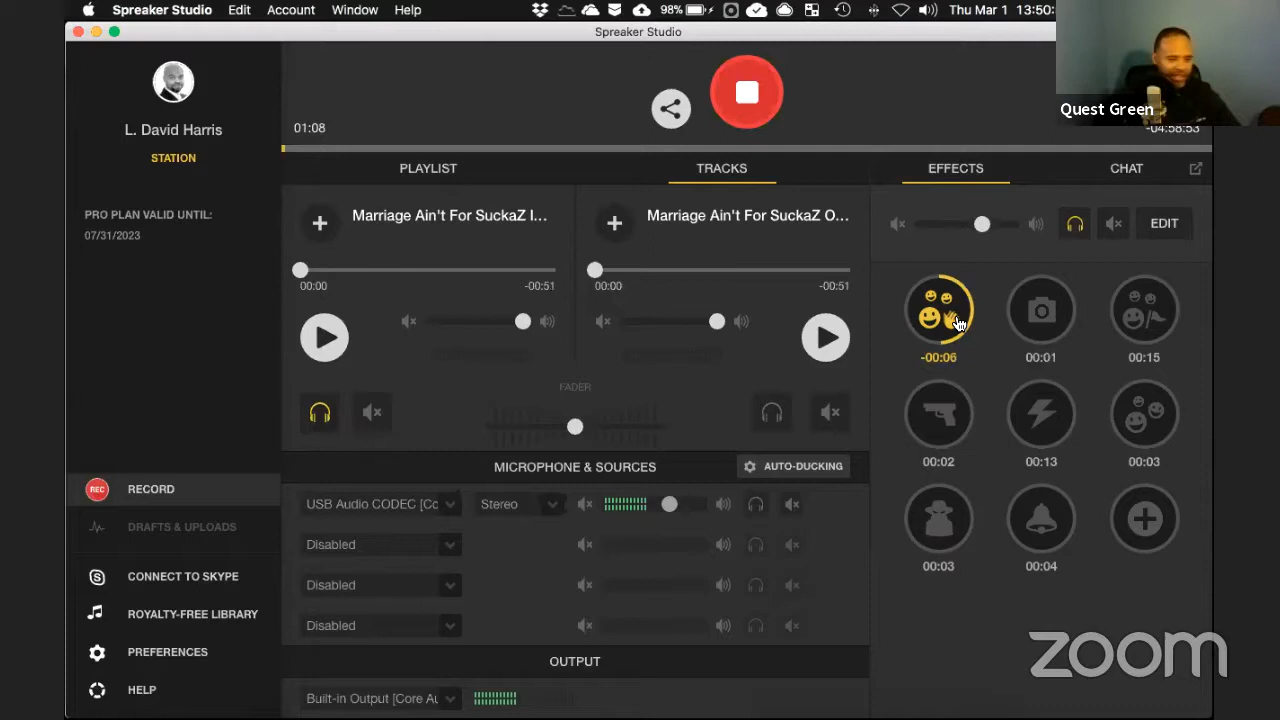 Spreaker Studio Edit Account Window Help 98% Thu Mar 1 13:50:
Spreaker Studio
Quest Green
L. David Harris
STATION
PRO PLAN VALID UNTIL:
07/31/2023
01:08
-04:58:53
PLAYLIST
TRACKS
EFFECTS
CHAT
Marriage Ain't For SuckaZ I...
Marriage Ain't For SuckaZ O...
EDIT
00:00
-00:51
00:00
-00:51
FADER
-00:06
00:01
00:15
00:02
00:13
00:03
00:03
00:04
MICROPHONE & SOURCES
AUTO-DUCKING
USB Audio CODEC [Cc
Stereo
Disabled
Disabled
Disabled
OUTPUT
Built-in Output [Core Au
REC RECORD
DRAFTS & UPLOADS
CONNECT TO SKYPE
ROYALTY-FREE LIBRARY
PREFERENCES
HELP
zoom